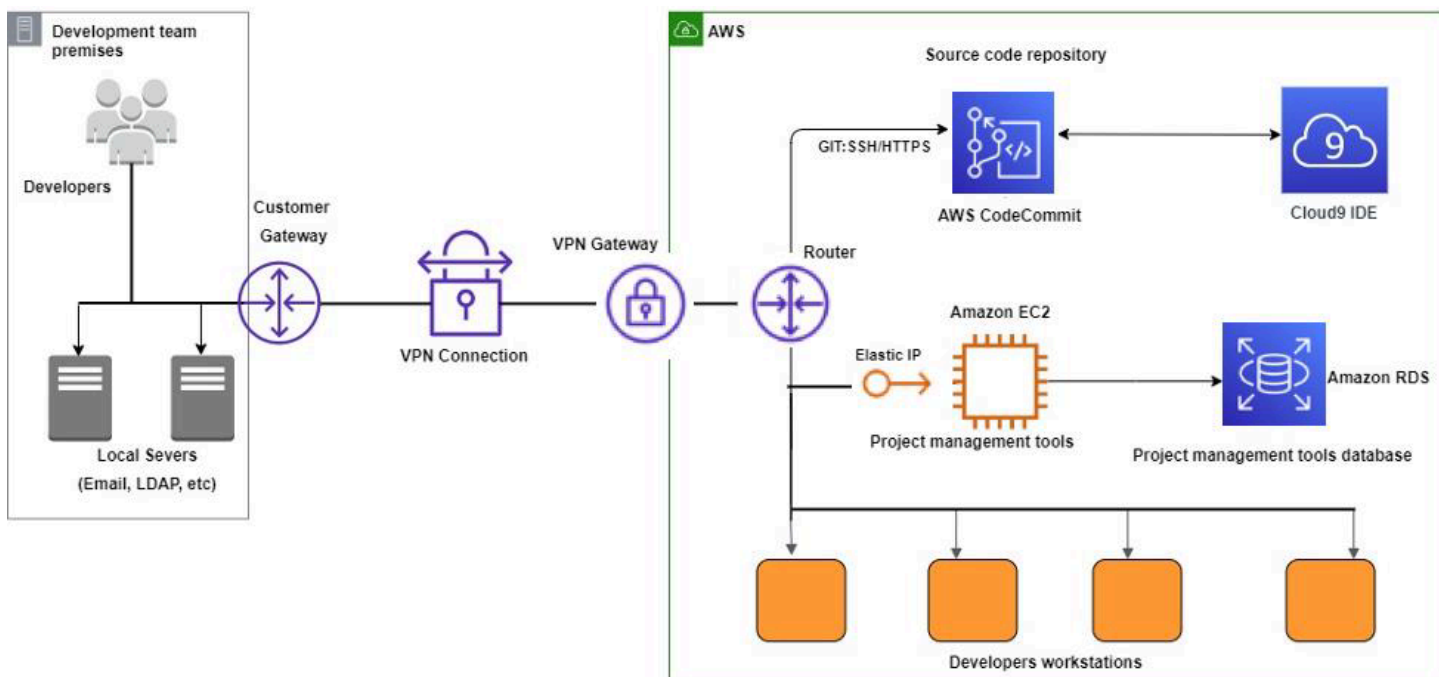 Development team
premises
Developers
Customer
Gateway
Local Severs
(Email, LDAP, etc)
VPN Connection
VPN Gateway
AWS
Source code repository
GIT:SSH/HTTPS
</>
AWS CodeCommit
9
Cloud9 IDE
Router
Amazon EC2
Elastic IP
Project management tools
Amazon RDS
Project management tools database
Developers workstations